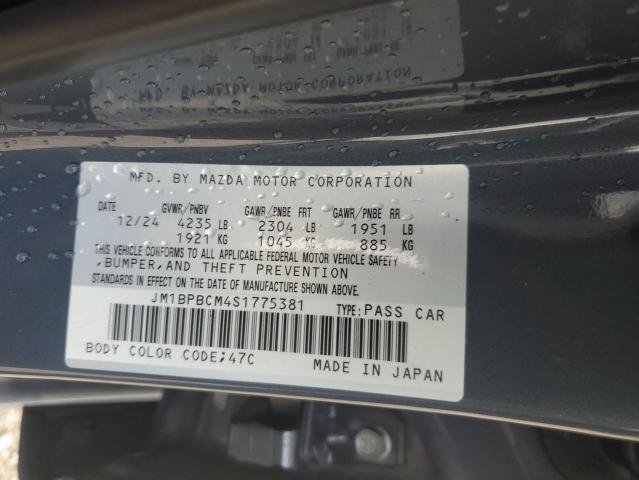 MFD. BY MAZDA MOTOR CORPORATION
DATE GVWR/PNBV GAWR/PNBE FRT GAWR/PNBE RR
12/24 4235 LB 2304 LB 1951 LB
1921 KG 1045 KG 885 KG
THIS VEHICLE CONFORMS TO ALL APPLICABLE FEDERAL MOTOR VEHICLE SAFETY
,BUMPER,AND THEFT PREVENTION
STANDARDS IN EFFECT ON THE DATE OF MANUFACTURE SHOWN ABOVE.
JM1BPBCM4S1775381 TYPE:PASS CAR
BODY COLOR CODE;47C MADE IN JAPAN